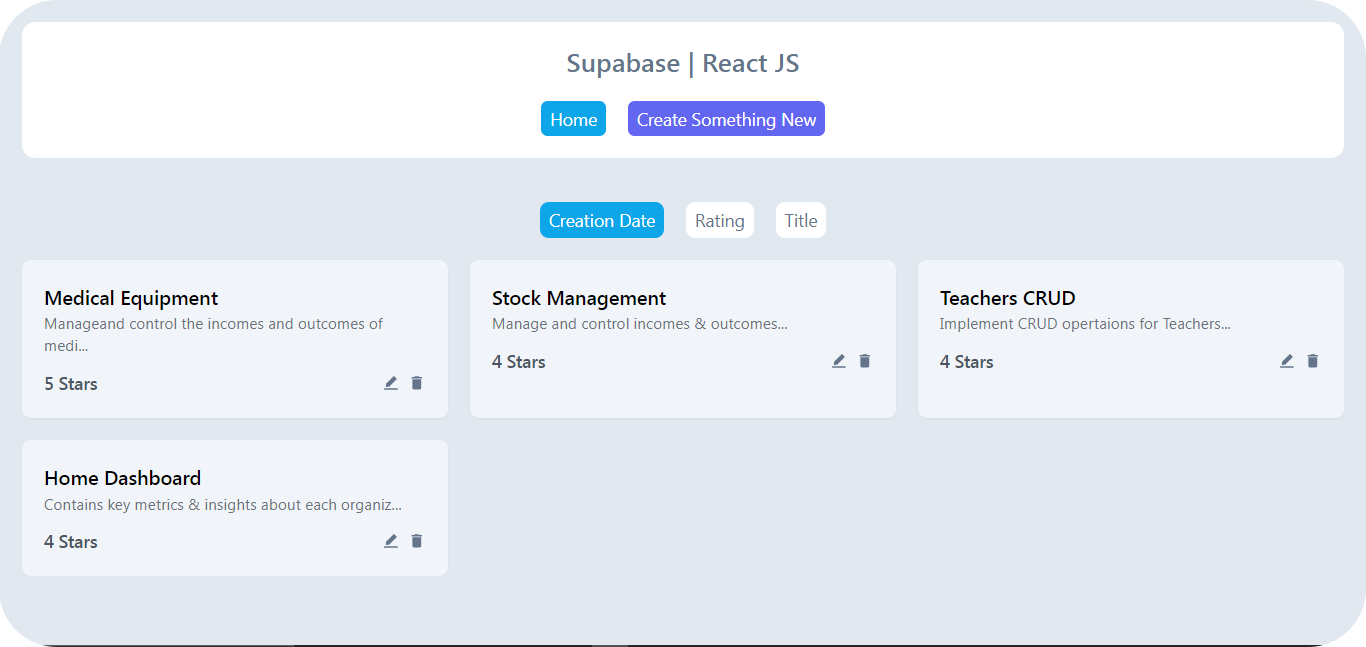 Supabase | React JS
Home
Create Something New
Creation Date
Rating
Title
Medical Equipment
Manageand control the incomes and outcomes of
medi...
5 Stars
Stock Management
Manage and control incomes & outcomes...
4 Stars
Teachers CRUD
Implement CRUD opertaions for Teachers...
4 Stars
Home Dashboard
Contains key metrics & insights about each organiz...
4 Stars